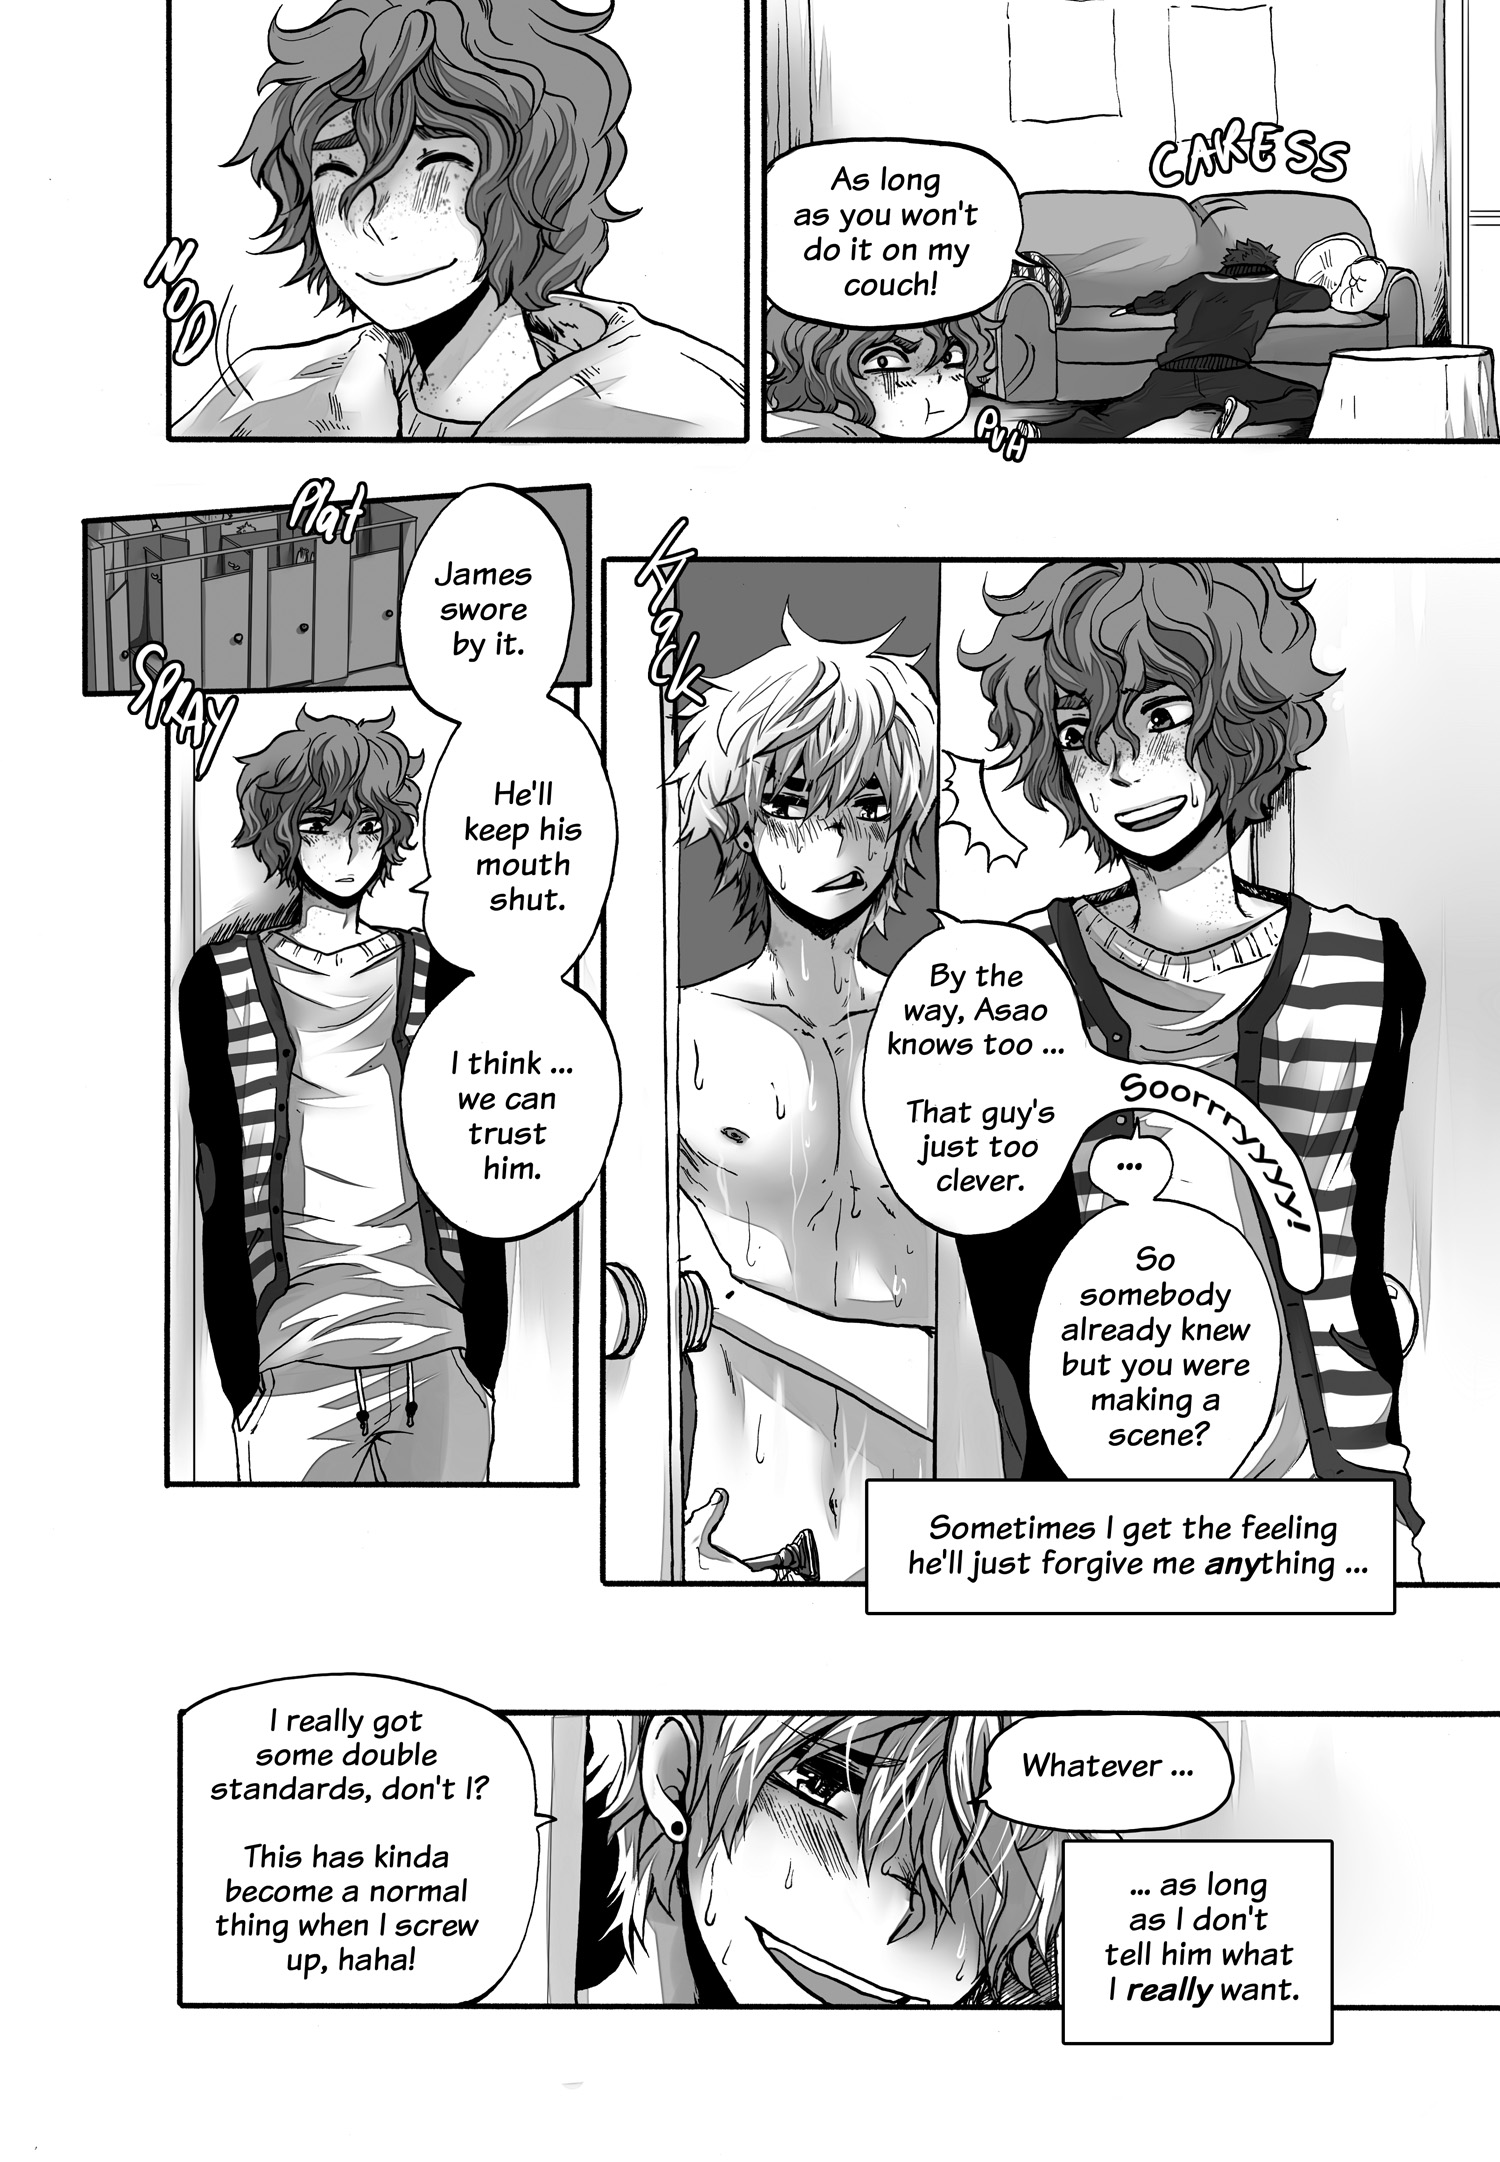 NOD
As long
as you won't
do it on my
couch!
CARESS
PUH
Plat
SPRAY
James
swore
by it.
He'll
keep his
mouth
shut.
I think ...
we can
trust
him.
Klack
By the
way, Asao
knows too ...
That guy's
just too
clever.
Soorrryyyy!
...
So
somebody
already knew
but you were
making a
scene?
Sometimes I get the feeling
he'll just forgive me anything ...
I really got
some double
standards, don't I?
This has kinda
become a normal
thing when I screw
up, haha!
Whatever ...
... as long
as I don't
tell him what
I really want.